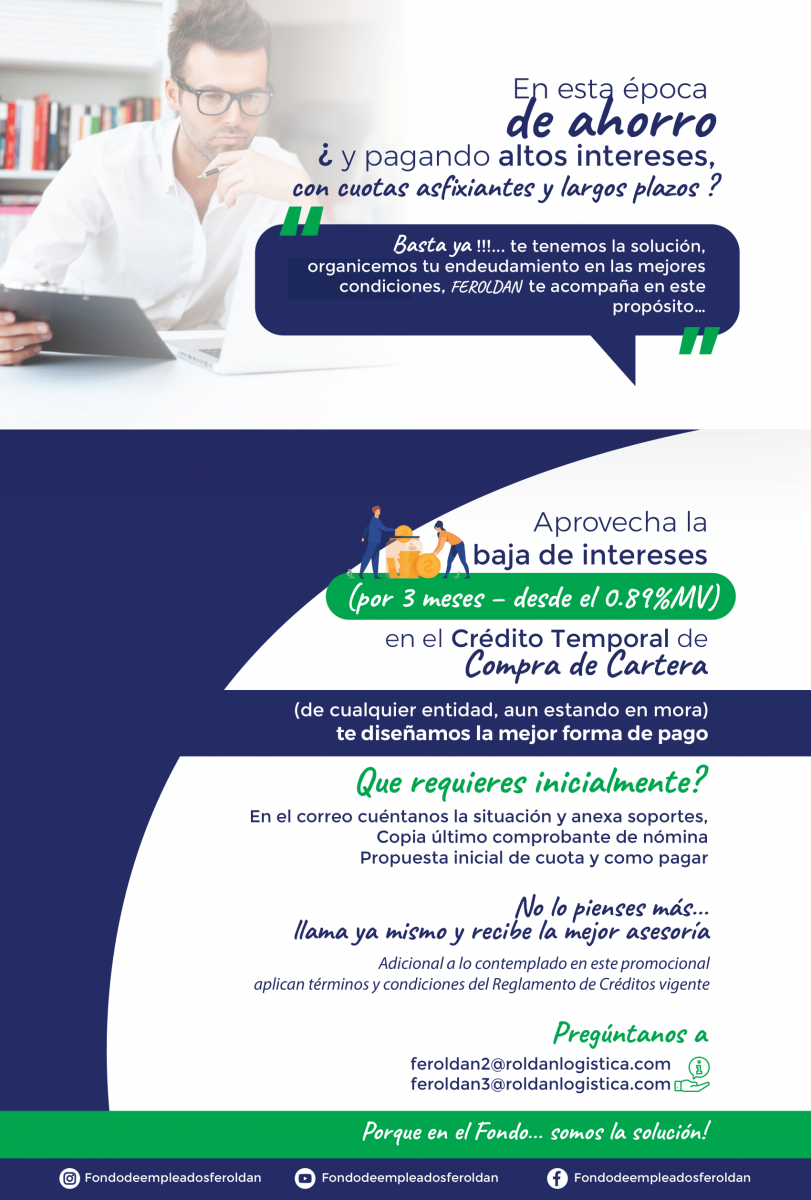 En esta época
de ahorro
¿ y pagando altos intereses,
con cuotas asfixiantes y largos plazos ?
Basta ya !!!... te tenemos la solución,
organicemos tu endeudamiento en las mejores
condiciones, FEROLDAN te acompaña en este
propósito...
Aprovecha la
baja de intereses
(por 3 meses – desde el 0.89%MV)
en el Crédito Temporal de
Compra de Cartera
(de cualquier entidad, aun estando en mora)
te diseñamos la mejor forma de pago
Que requieres inicialmente?
En el correo cuéntanos la situación y anexa soportes,
Copia último comprobante de nómina
Propuesta inicial de cuota y como pagar
No lo pienses más...
llama ya mismo y recibe la mejor asesoría
Adicional a lo contemplado en este promocional
aplican términos y condiciones del Reglamento de Créditos vigente
Pregúntanos a
feroldan2@roldanlogistica.com
feroldan3@roldanlogistica.com
Porque en el Fondo... somos la solución!
Fondodeempleadosferoldan Fondodeempleadosferoldan Fondodeempleadosferoldan